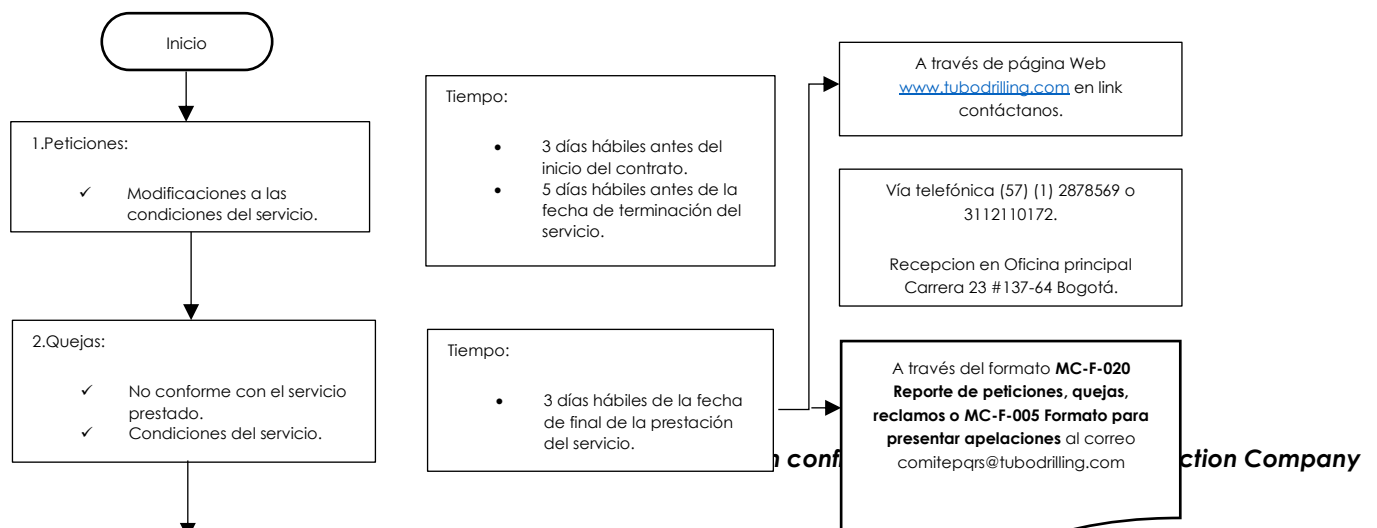 Inicio
1.Peticiones:
✓ Modificaciones a las
condiciones del servicio.
Tiempo:
• 3 días hábiles antes del
inicio del contrato.
• 5 días hábiles antes de la
fecha de terminación del
servicio.
A través de página Web
www.tubodrilling.com en link
contáctanos.
Vía telefónica (57) (1) 2878569 o
3112110172.
Recepcion en Oficina principal
Carrera 23 #137-64 Bogotá.
2.Quejas:
✓ No conforme con el servicio
prestado.
✓ Condiciones del servicio.
Tiempo:
• 3 días hábiles de la fecha
de final de la prestación
del servicio.
A través del formato MC-F-020
Reporte de peticiones, quejas,
reclamos o MC-F-005 Formato para
presentar apelaciones al correo
comitepqrs@tubodrilling.com
Company